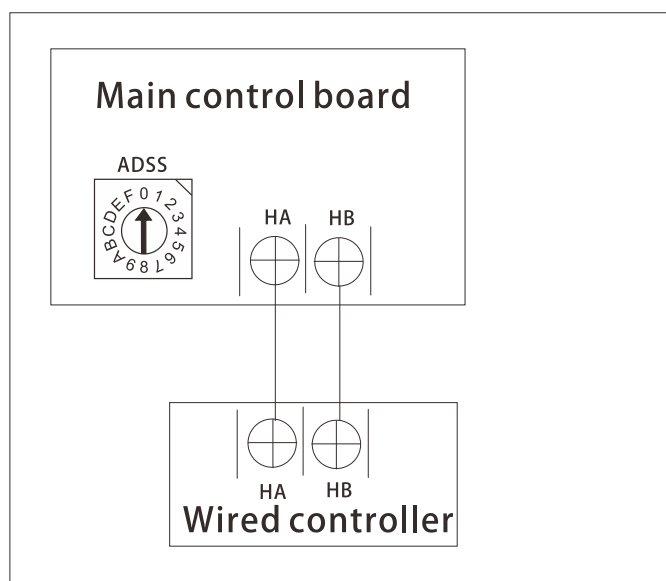 Main control board
ADSS
0123456789ABCDEF
HA HB
HA HB
Wired controller